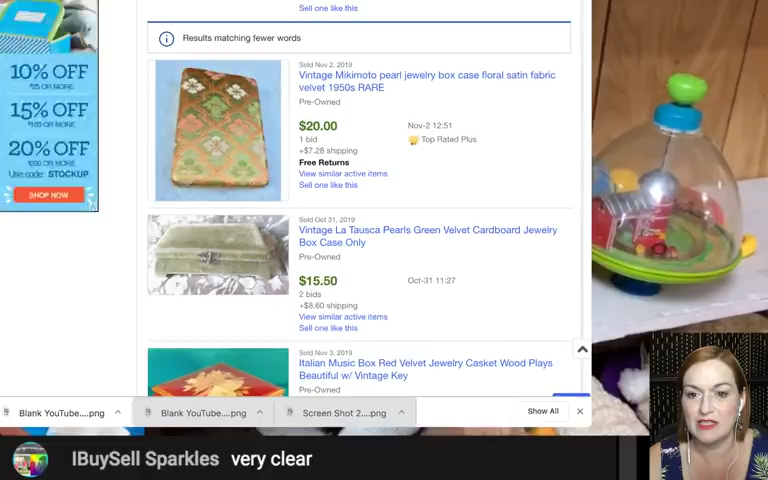 Sell one like this
Results matching fewer words
10% OFF
15% OFF
20% OFF
Use code: STOCKUP
SHOP NOW
Sold Nov 2, 2019
Vintage Mikimoto pearl jewelry box case floral satin fabric
velvet 1950s RARE
Pre-Owned
$20.00
Nov-2 12:51
1 bid
Top Rated Plus
+$7.28 shipping
Free Returns
View similar active items
Sell one like this
Sold Oct 31, 2019
Vintage La Tausca Pearls Green Velvet Cardboard Jewelry
Box Case Only
Pre-Owned
$15.50
Oct-31 11:27
2 bids
+$8.60 shipping
View similar active items
Sell one like this
Sold Nov 3, 2019
Italian Music Box Red Velvet Jewelry Casket Wood Plays
Beautiful w/ Vintage Key
Pre-Owned
Blank YouTube....png
Blank YouTube....png
Screen Shot 2....png
Show All
IBuySell Sparkles very clear